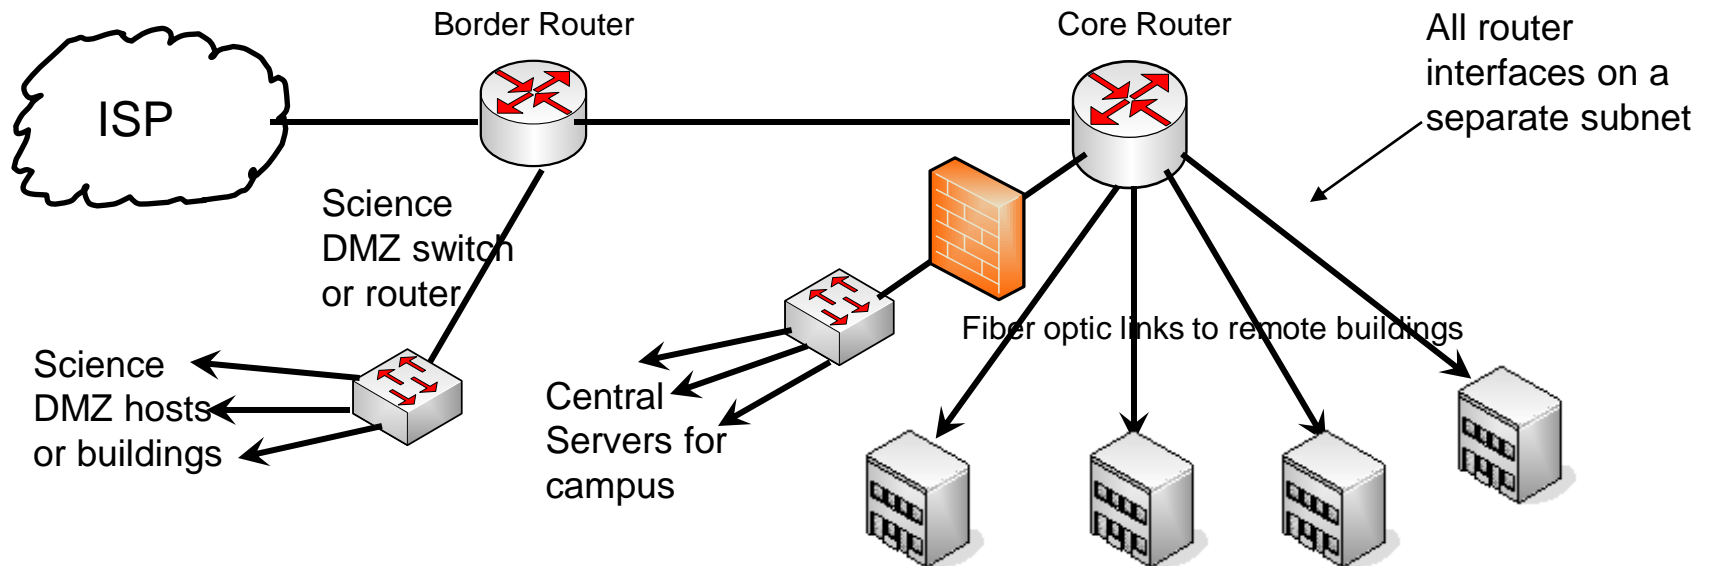 Border Router
Core Router
All router
interfaces on a
separate subnet
ISP
Science
DMZ switch
or router
Fiber optic links to remote buildings
Science
DMZ hosts
or buildings
Central
Servers for
campus